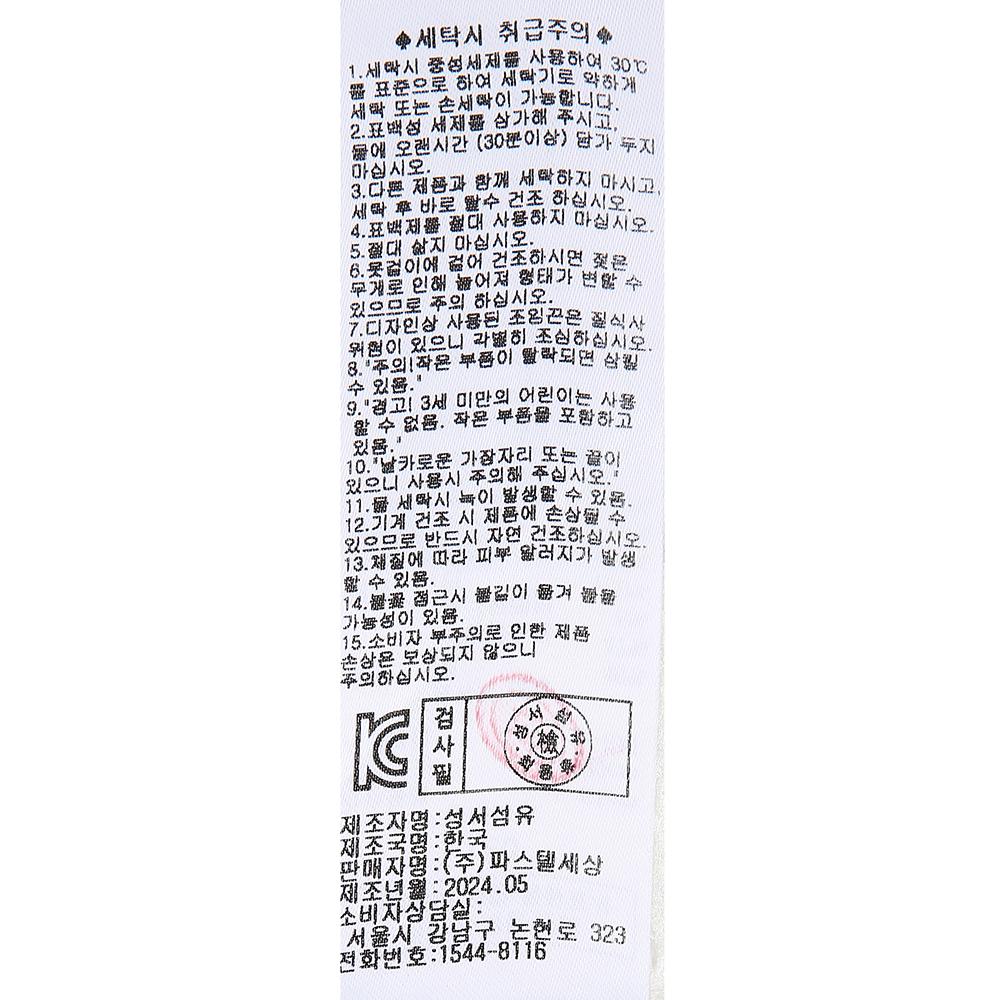 ♠세탁시 취급주의♠
1.세탁시 중성세제를 사용하여 30℃
를 표준으로 하여 세탁기로 약하게
세탁 또는 손세탁이 가능합니다.
2.표백성 세제를 삼가해 주시고,
물에 오랜시간 (30분이상) 담가 두지
마십시오.
3.다른 제품과 함께 세탁하지 마시고,
세탁 후 바로 탈수 건조 하십시오.
4.표백제를 절대 사용하지 마십시오.
5.절대 삶지 마십시오.
6.옷걸이에 걸어 건조하시면 젖은
무게로 인해 늘어져 형태가 변할 수
있으므로 주의 하십시오.
7.디자인상 사용된 조임끈은 질식사
위험이 있으니 각별히 조심하십시오.
8."주의!작은 부품이 탈락되면 삼킬
수 있음."
9."경고! 3세 미만의 어린이는 사용
할 수 없음. 작은 부품을 포함하고
있음."
10."날카로운 가장자리 또는 끝이
있으니 사용시 주의해 주십시오."
11.물 세탁시 녹이 발생할 수 있음.
12.기계 건조 시 제품에 손상될 수
있으므로 반드시 자연 건조하십시오.
13.체질에 따라 피부 알러지가 발생
할 수 있음.
14.불꽃 접근시 불길이 옮겨 붙을
가능성이 있음.
15.소비자 부주의로 인한 제품
손상은 보상되지 않으니
주의하십시오.
KC
검사필
성서섬유
檢
제조자명:성서섬유
제조국명:한국
판매자명:(주)파스텔세상
제조년월:2024.05
소비자상담실:
서울시 강남구 논현로 323
전화번호:1544-8116